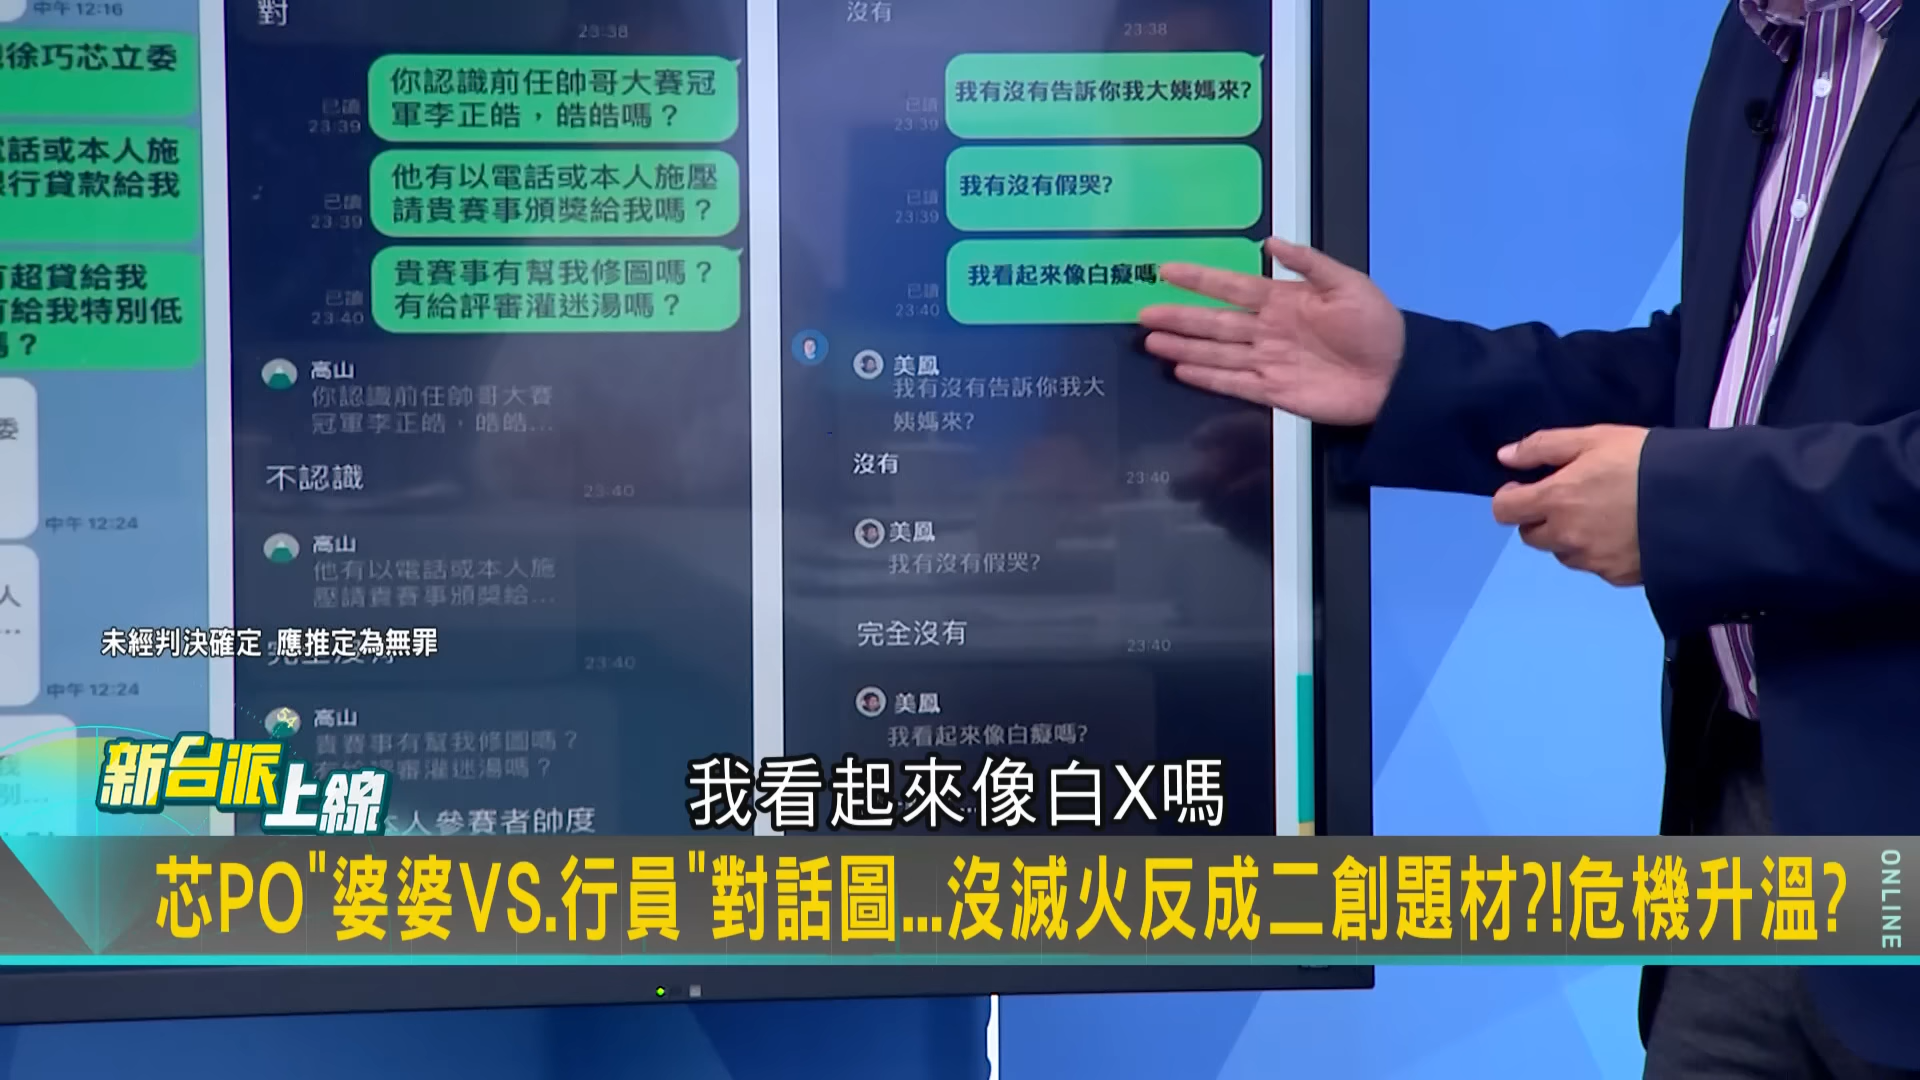 中午 12:16
徐巧芯立委
話或本人施
行貸款給我
超貸給我
給我特別低
？
中午 12:24
人
中午 12:24
對
23:38
你認識前任帥哥大賽冠
軍李正皓，皓皓嗎？
已讀
23:39
他有以電話或本人施壓
請貴賽事頒獎給我嗎？
已讀
23:39
貴賽事有幫我修圖嗎？
有給評審灌迷湯嗎？
已讀
23:40
高山
你認識前任帥哥大賽
冠軍李正皓，皓皓...
不認識
23:40
高山
他有以電話或本人施
壓請貴賽事頒獎給...
23:40
高山
貴賽事有幫我修圖嗎？
本人參賽者帥度
沒有
23:38
我有沒有告訴你我大姨媽來?
已讀
23:39
我有沒有假哭?
已讀
23:39
我看起來像白癡嗎
已讀
23:40
美鳳
我有沒有告訴你我大
姨媽來?
沒有
23:40
美鳳
我有沒有假哭?
完全沒有
23:40
美鳳
我看起來像白癡嗎?
未經判決確定 應推定為無罪
新台派
上線
我看起來像白X嗎
芯PO"婆婆VS.行員"對話圖...沒滅火反成二創題材?!危機升溫?
ONLINE